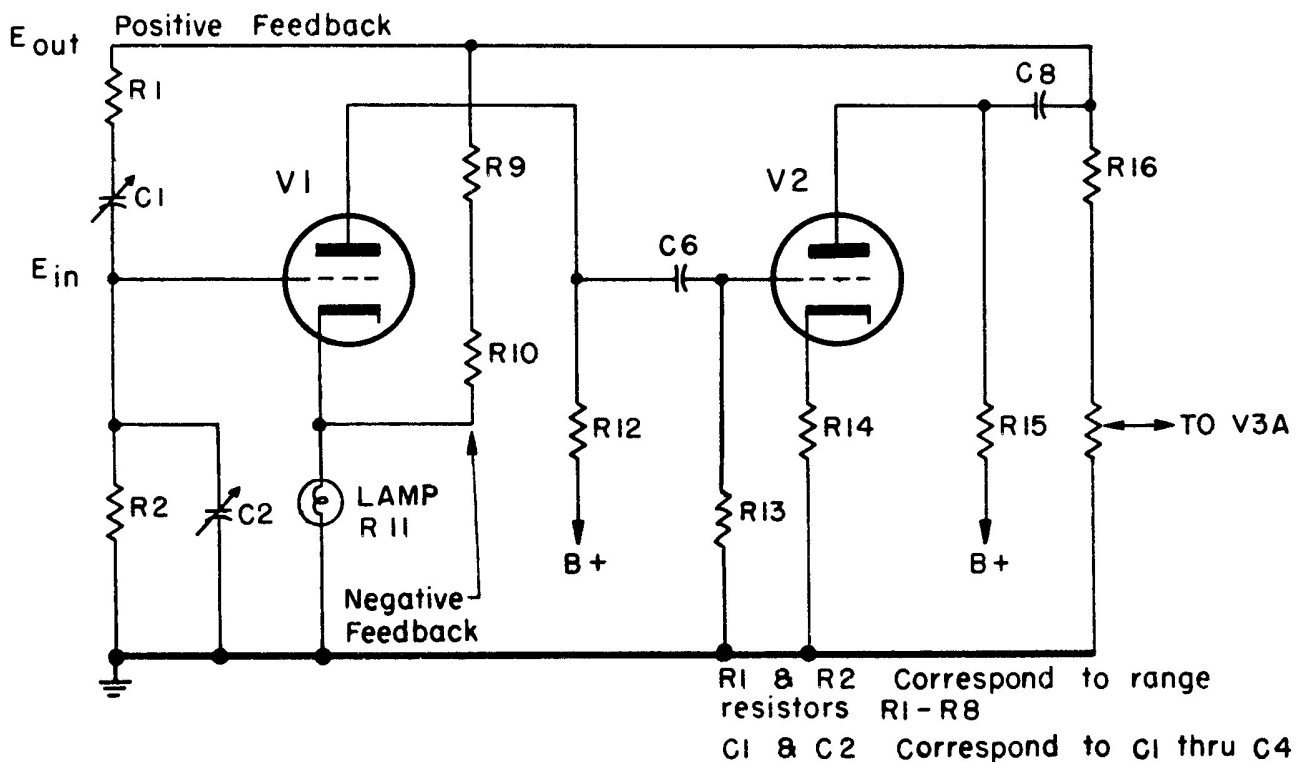 E out Positive Feedback
R1
C8
R9
R16
C1
V1
V2
C6
E in
R10
R12
R14
R15
TO V3A
R2
C2
LAMP
R11
R13
B+
B+
Negative
Feedback
R1 & R2 Correspond to range
resistors R1-R8
C1 & C2 Correspond to C1 thru C4